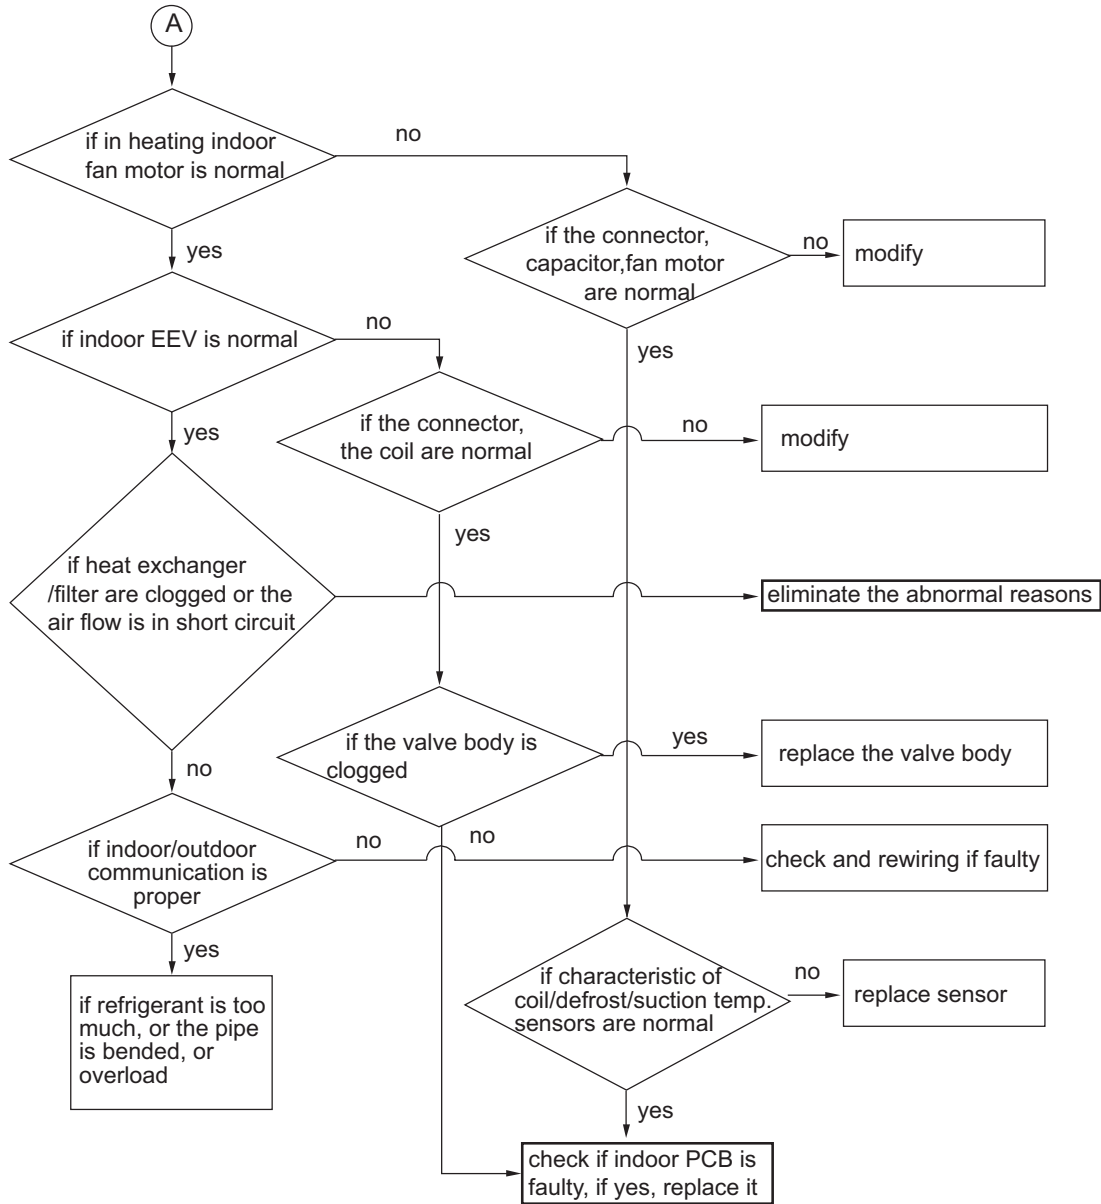 A
if in heating indoor
fan motor is normal
no
yes
if the connector,
capacitor,fan motor
are normal
no
modify
yes
if indoor EEV is normal
no
yes
if the connector,
the coil are normal
no
modify
yes
if heat exchanger
/filter are clogged or the
air flow is in short circuit
eliminate the abnormal reasons
no
if the valve body is
clogged
yes
replace the valve body
no
if indoor/outdoor
communication is
proper
no
check and rewiring if faulty
yes
if refrigerant is too
much, or the pipe
is bended, or
overload
if characteristic of
coil/defrost/suction temp.
sensors are normal
no
replace sensor
yes
check if indoor PCB is
faulty, if yes, replace it